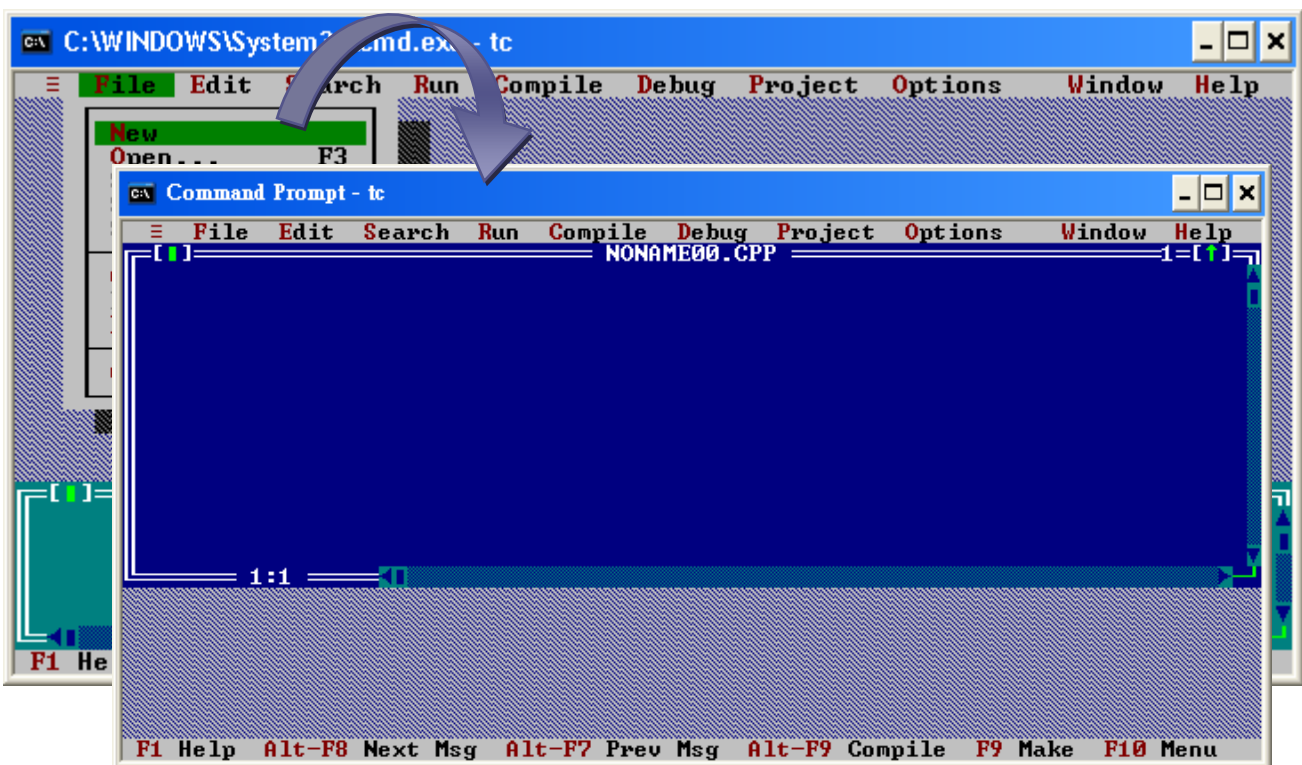 C:\WINDOWS\System3 cmd.exe - tc
≡ File Edit Search Run Compile Debug Project Options Window Help
New
Open... F3
Command Prompt - tc
≡ File Edit Search Run Compile Debug Project Options Window Help
[▮] NONAME00.CPP 1=[↑]
1:1
[▮]
F1 He
F1 Help Alt-F8 Next Msg Alt-F7 Prev Msg Alt-F9 Compile F9 Make F10 Menu